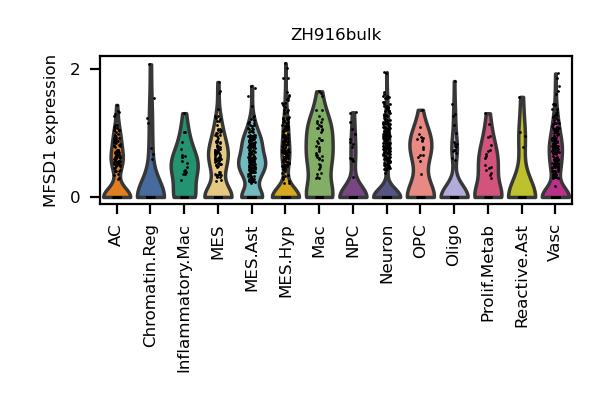 ZH916bulk
MFSD1 expression
2
0
AC
Chromatin.Reg
Inflammatory.Mac
MES
MES.Ast
MES.Hyp
Mac
NPC
Neuron
OPC
Oligo
Prolif.Metab
Reactive.Ast
Vasc